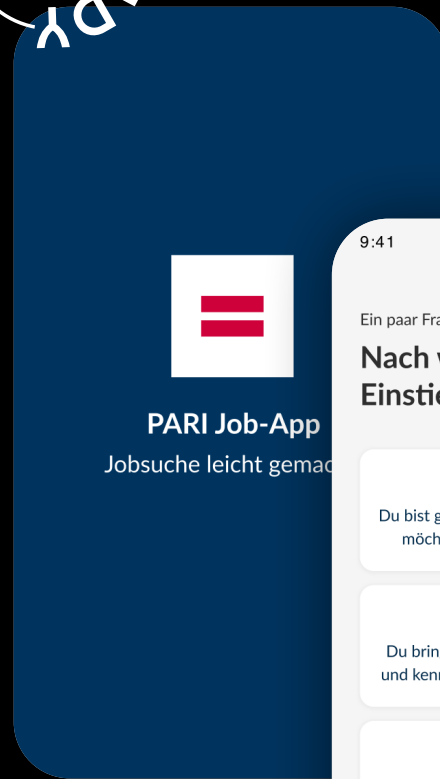 PARI Job-App
Jobsuche leicht gemac
9:41
Ein paar Fra
Nach
Einstie
Du bist g
möch
Du brin
und ken